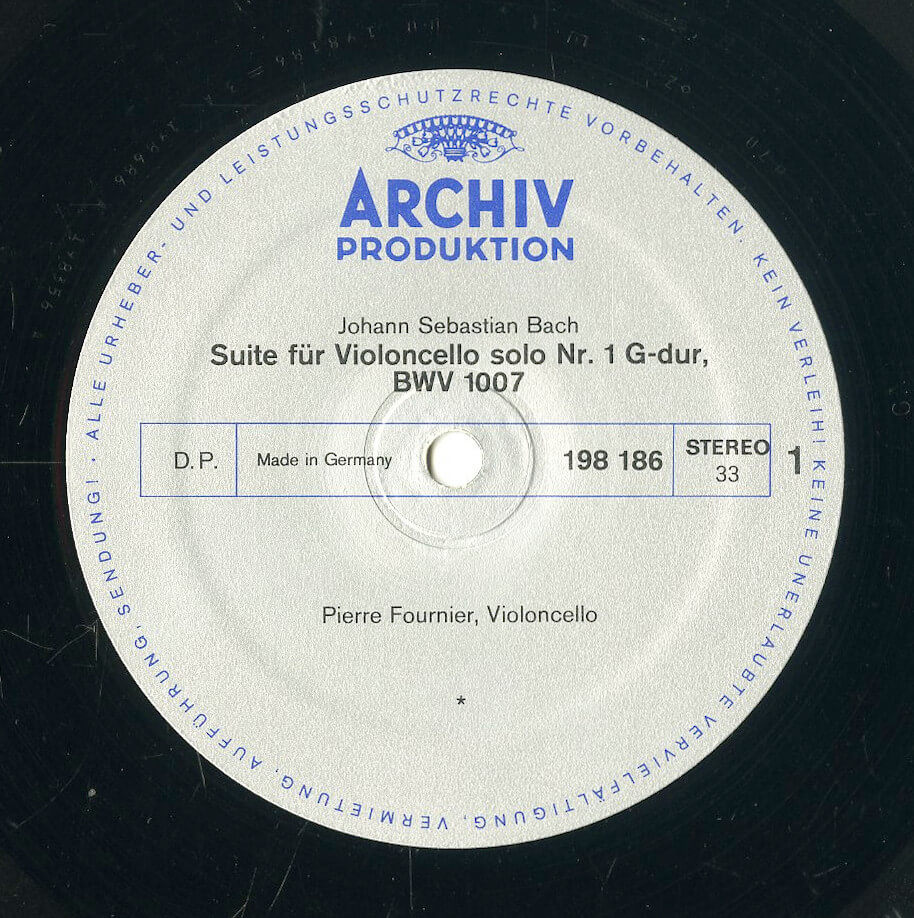 ALLE URHEBER- UND LEISTUNGSSCHUTZRECHTE VORBEHALTEN. KEIN VERLEIH! KEINE UNERLAUBTE VERVIELFÄLTIGUNG, VERMIETUNG, AUFFÜHRUNG, SENDUNG! ·
ARCHIV
PRODUKTION
Johann Sebastian Bach
Suite für Violoncello solo Nr. 1 G-dur,
BWV 1007
D.P. Made in Germany 198 186 STEREO 1
33
Pierre Fournier, Violoncello
*